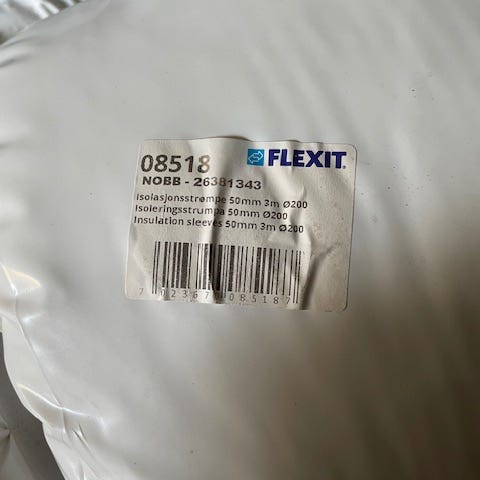 08518 FLEXIT®
NOBB - 26381343
Isolasjonsstrømpe 50mm 3m Ø200
Isoleringsstrumpa 50mm Ø200
Insulation sleeves 50mm 3m Ø200